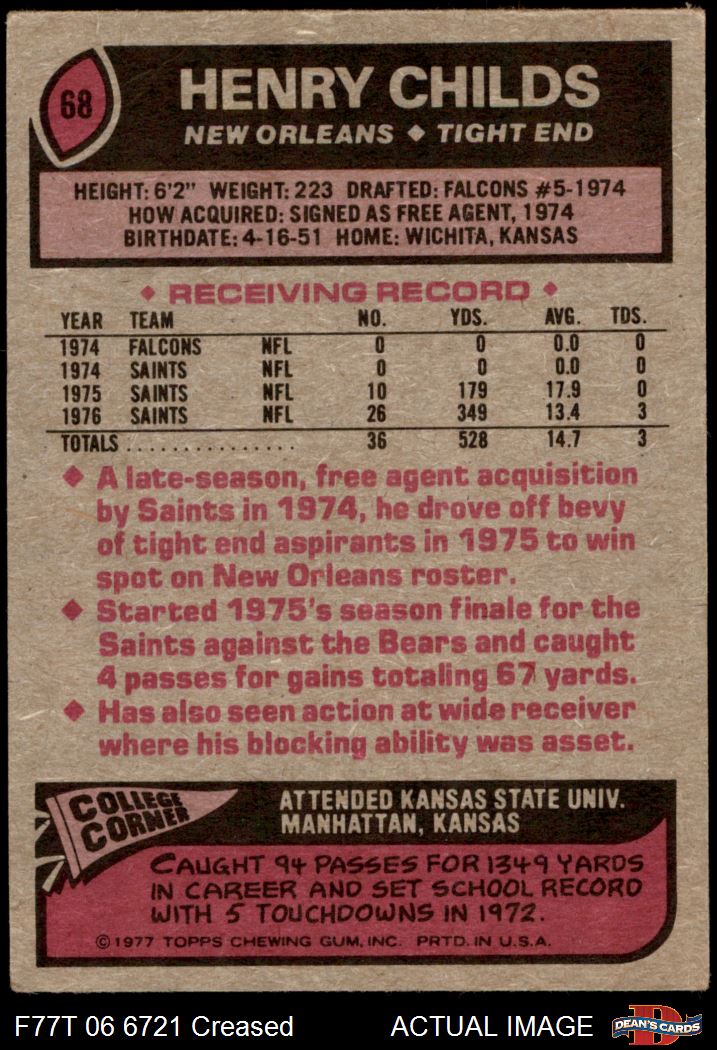 68
HENRY CHILDS
NEW ORLEANS ◆ TIGHT END
HEIGHT: 6'2" WEIGHT: 223 DRAFTED: FALCONS #5-1974
HOW ACQUIRED: SIGNED AS FREE AGENT, 1974
BIRTHDATE: 4-16-51 HOME: WICHITA, KANSAS
◆ RECEIVING RECORD ◆
YEAR TEAM NO. YDS. AVG. TDS.
1974 FALCONS NFL 0 0 0.0 0
1974 SAINTS NFL 0 0 0.0 0
1975 SAINTS NFL 10 179 17.9 0
1976 SAINTS NFL 26 349 13.4 3
TOTALS ................ 36 528 14.7 3
◆ A late-season, free agent acquisition
by Saints in 1974, he drove off bevy
of tight end aspirants in 1975 to win
spot on New Orleans roster.
◆ Started 1975's season finale for the
Saints against the Bears and caught
4 passes for gains totaling 67 yards.
◆ Has also seen action at wide receiver
where his blocking ability was asset.
COLLEGE
CORNER
ATTENDED KANSAS STATE UNIV.
MANHATTAN, KANSAS
CAUGHT 94 PASSES FOR 1349 YARDS
IN CAREER AND SET SCHOOL RECORD
WITH 5 TOUCHDOWNS IN 1972.
© 1977 TOPPS CHEWING GUM, INC. PRTD. IN U.S.A.
F77T 06 6721 Creased ACTUAL IMAGE
D
DEAN'S CARDS